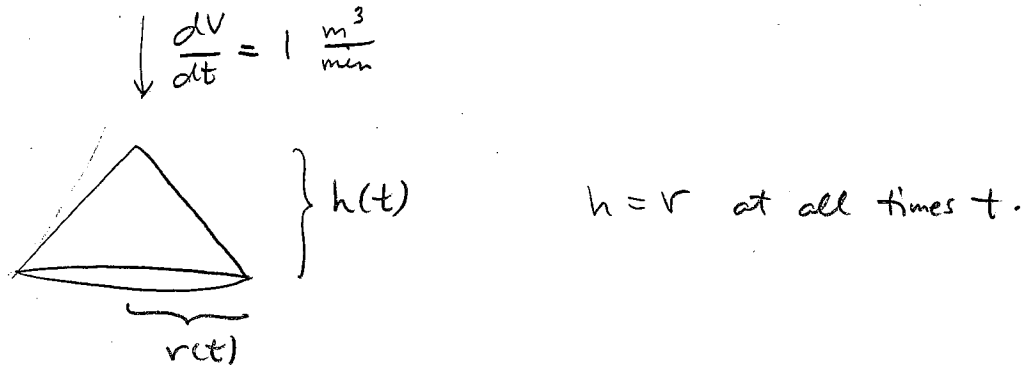 dV/dt = 1 m³/min
h(t)
h = r at all times t.
r(t)